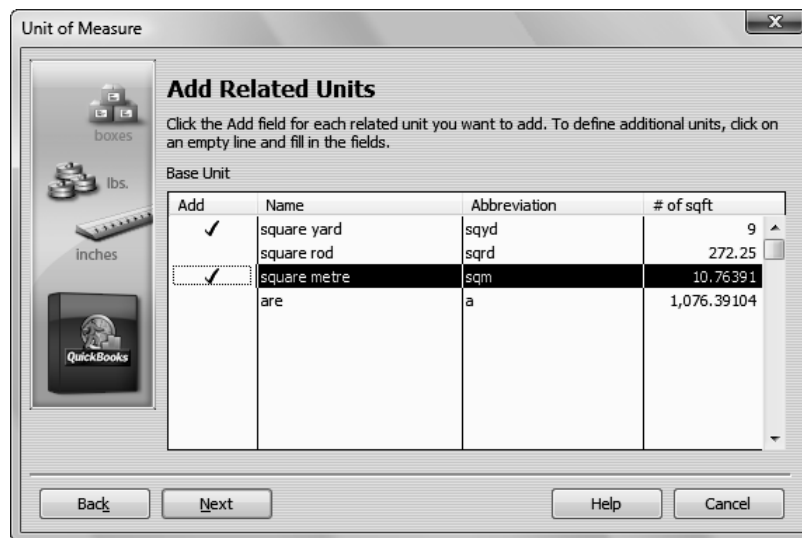 Unit of Measure
X
boxes
lbs.
inches
QuickBooks
Add Related Units
Click the Add field for each related unit you want to add. To define additional units, click on
an empty line and fill in the fields.
Base Unit
Add Name Abbreviation # of sqft
✓ square yard sqyd 9
square rod sqrd 272.25
✓ square metre sqm 10.76391
are a 1,076.39104
Back Next Help Cancel